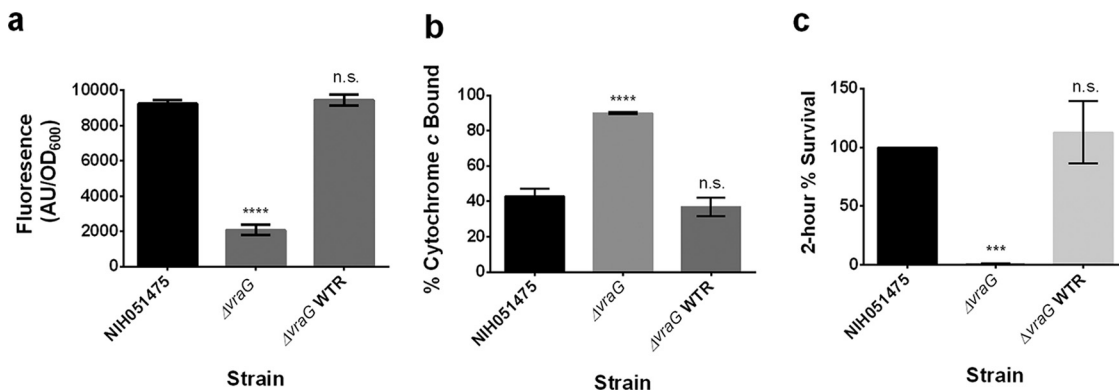 a
Fluoresence
(AU/OD600)
10000
8000
6000
4000
2000
0
****
n.s.
NIH051475
ΔvraG
ΔvraG WTR
Strain
b
% Cytochrome c Bound
100
80
60
40
20
0
****
n.s.
NIH051475
ΔvraG
ΔvraG WTR
Strain
c
2-hour % Survival
150
100
50
0
***
n.s.
NIH051475
ΔvraG
ΔvraG WTR
Strain